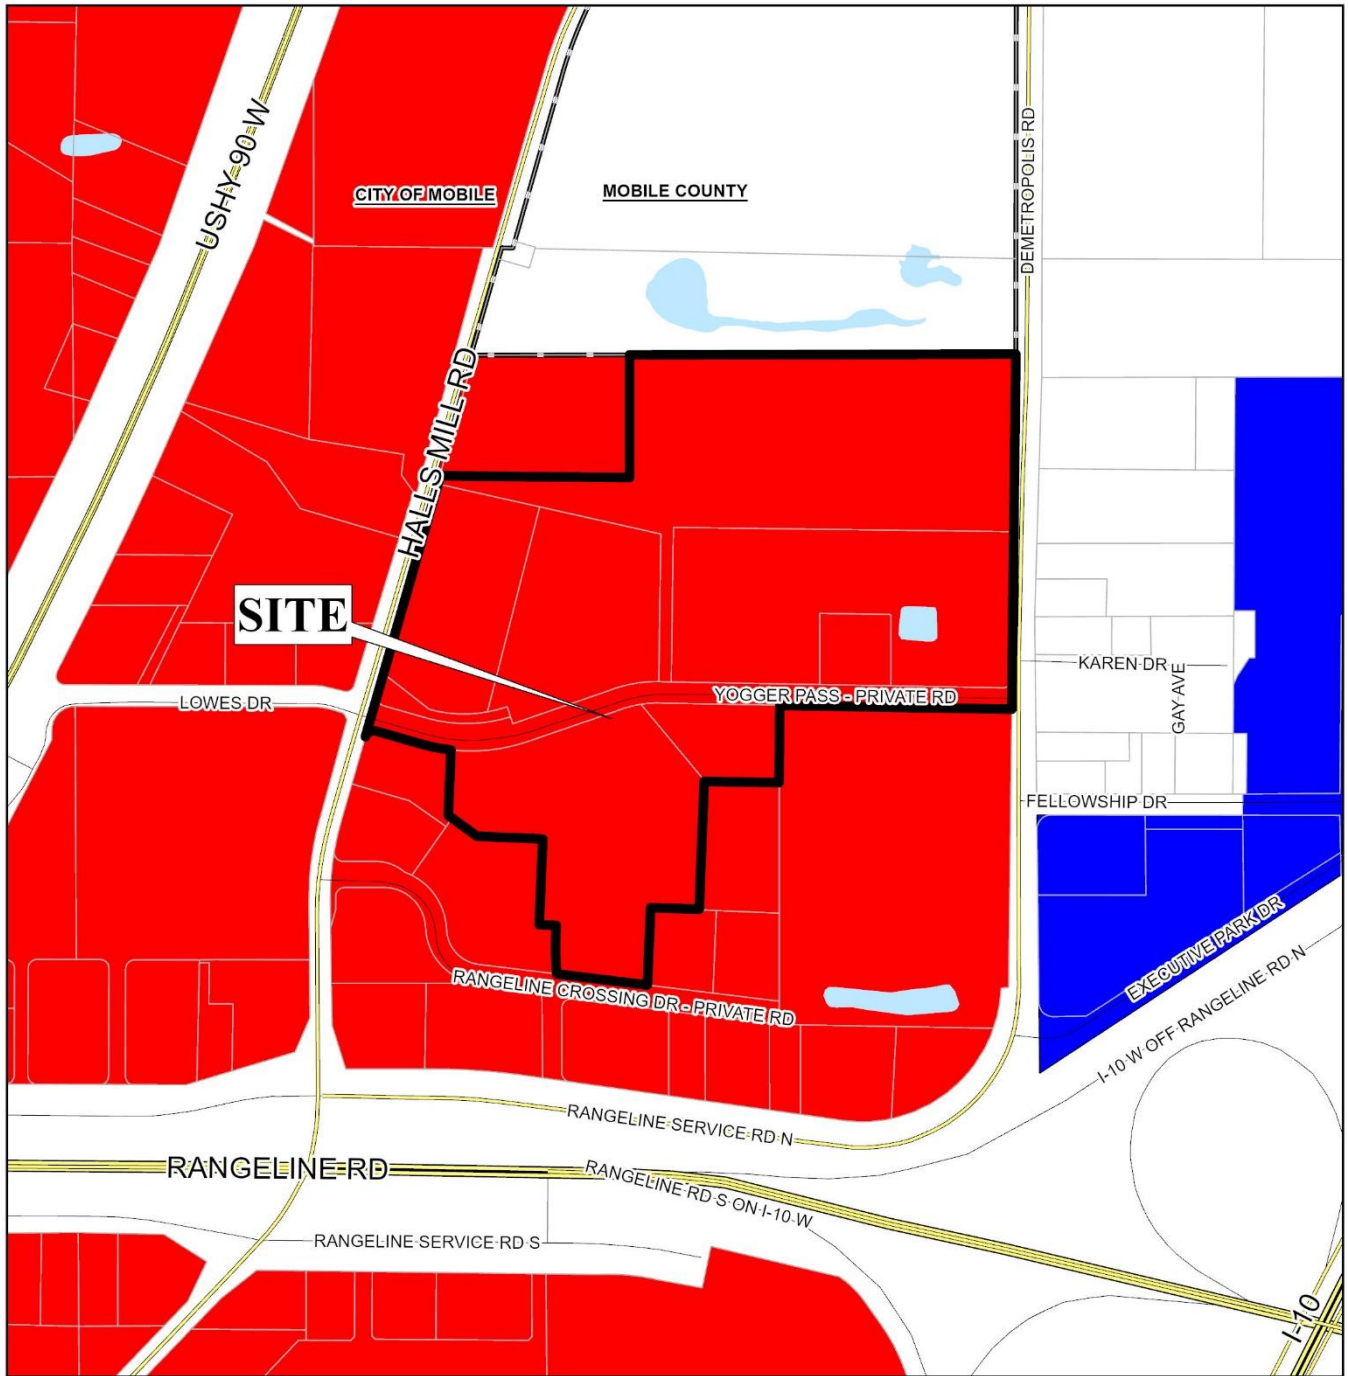 USHY 90 W
CITY OF MOBILE
MOBILE COUNTY
DEMETROPOLIS RD
HALLS MILL RD
SITE
KAREN DR
GAY AVE
YOGGER PASS - PRIVATE RD
LOWES DR
FELLOWSHIP DR
EXECUTIVE PARK DR
RANGELINE CROSSING DR - PRIVATE RD
I-10 W OFF RANGELINE RD N
RANGELINE SERVICE RD N
RANGELINE RD
RANGELINE RD S ON I-10 W
RANGELINE SERVICE RD S
I-10